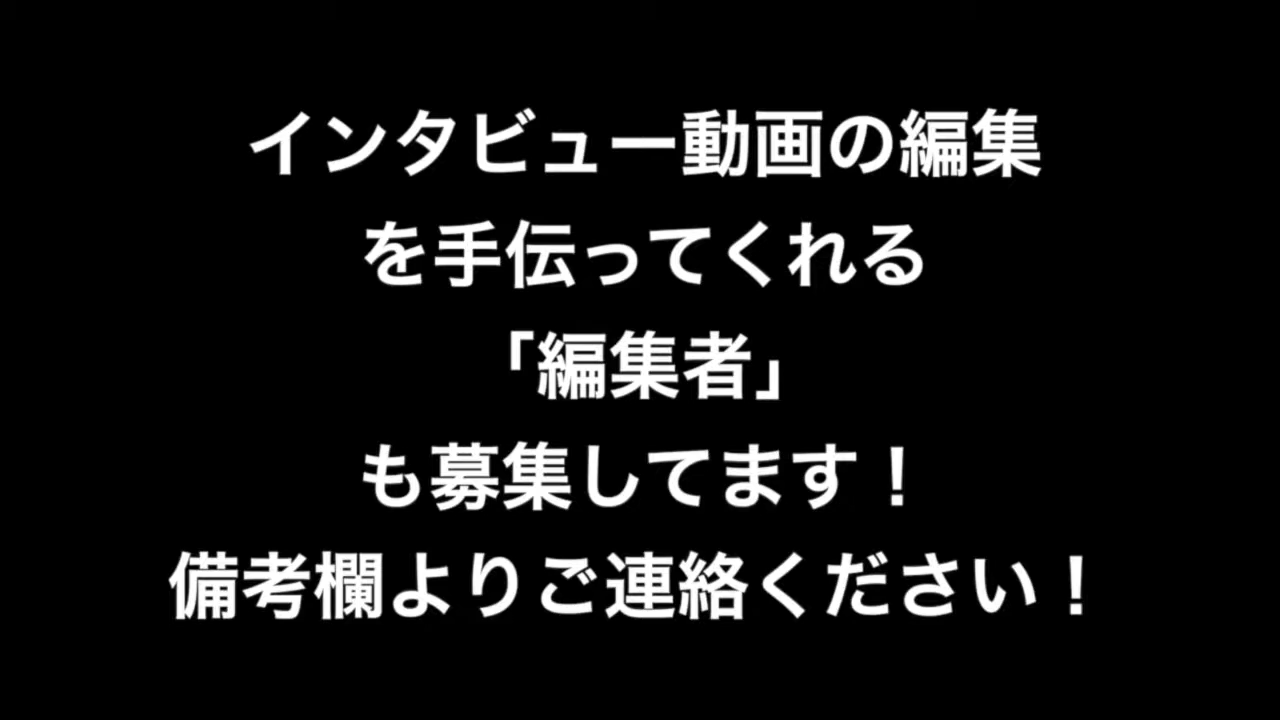 インタビュー動画の編集
を手伝ってくれる
「編集者」
も募集してます！
備考欄よりご連絡ください！